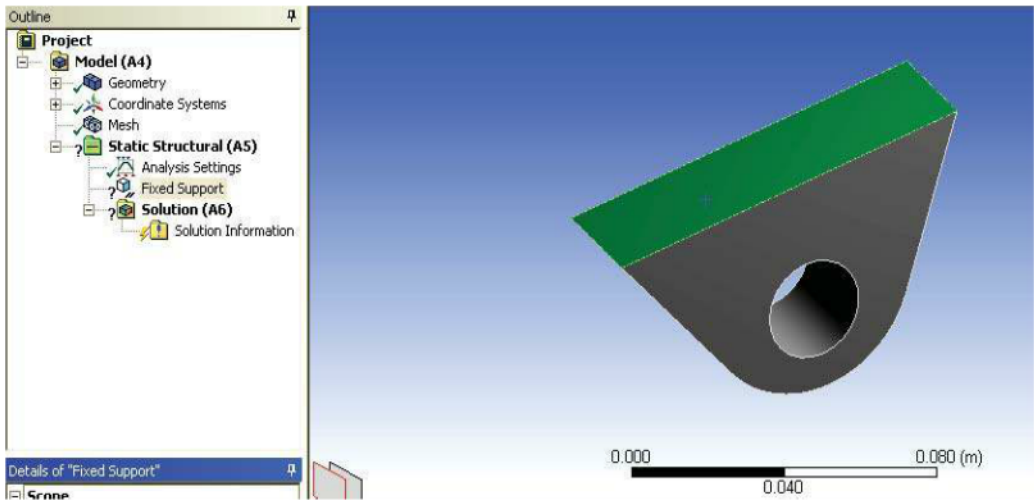 Outline
Project
Model (A4)
Geometry
Coordinate Systems
Mesh
Static Structural (A5)
Analysis Settings
Fixed Support
Solution (A6)
Solution Information
Details of "Fixed Support"
Scope
0.000
0.080 (m)
0.040